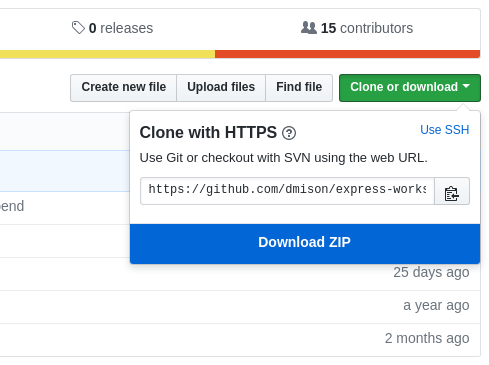 0 releases 15 contributors
Create new file Upload files Find file Clone or download
Clone with HTTPS Use SSH
Use Git or checkout with SVN using the web URL.
https://github.com/dmison/express-works
Download ZIP
end
25 days ago
a year ago
2 months ago